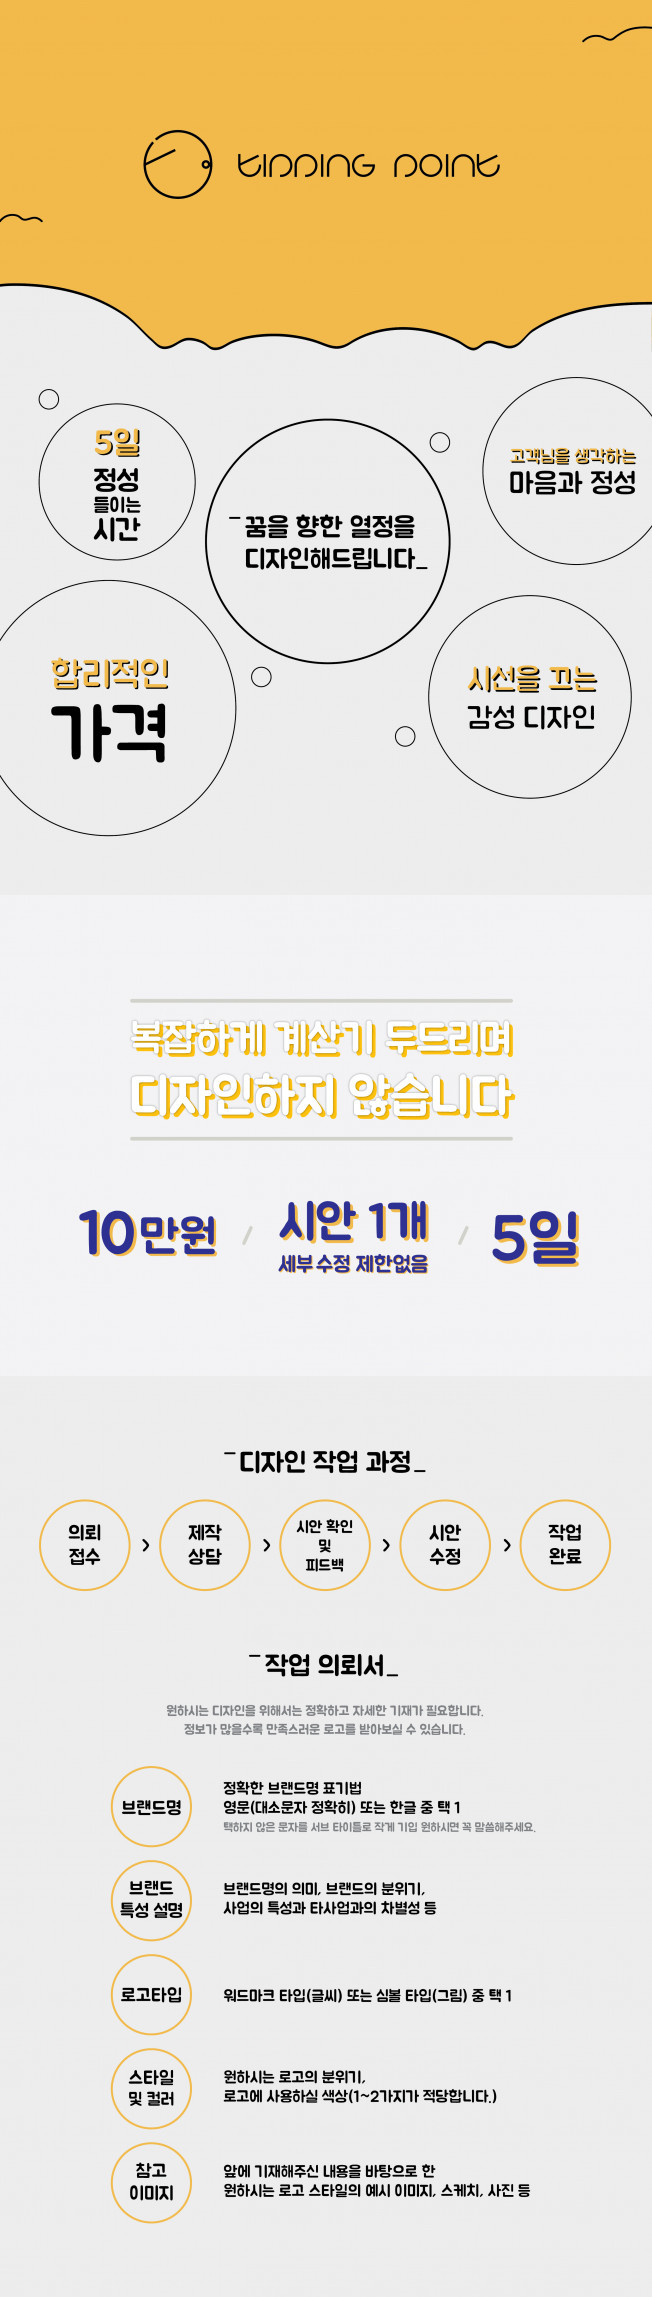 tipping point
5일
정성
들이는
시간
꿈을 향한 열정을
디자인해드립니다_
고객님을 생각하는
마음과 정성
합리적인
가격
시선을 끄는
감성 디자인
복잡하게 계산기 두드리며
디자인하지 않습니다
10만원 / 시안 1개 / 5일
세부 수정 제한없음
디자인 작업 과정_
의뢰
접수
>
제작
상담
>
시안 확인
및
피드백
>
시안
수정
>
작업
완료
작업 의뢰서_
원하시는 디자인을 위해서는 정확하고 자세한 기재가 필요합니다.
정보가 많을수록 만족스러운 로고를 받아보실 수 있습니다.
브랜드명
정확한 브랜드명 표기법
영문(대소문자 정확히) 또는 한글 중 택 1
택하지 않은 문자를 서브 타이틀로 작게 기입 원하시면 꼭 말씀해주세요.
브랜드
특성 설명
브랜드명의 의미, 브랜드의 분위기,
사업의 특성과 타사업과의 차별성 등
로고타입
워드마크 타입(글씨) 또는 심볼 타입(그림) 중 택 1
스타일
및 컬러
원하시는 로고의 분위기,
로고에 사용하실 색상(1~2가지가 적당합니다.)
참고
이미지
앞에 기재해주신 내용을 바탕으로 한
원하시는 로고 스타일의 예시 이미지, 스케치, 사진 등